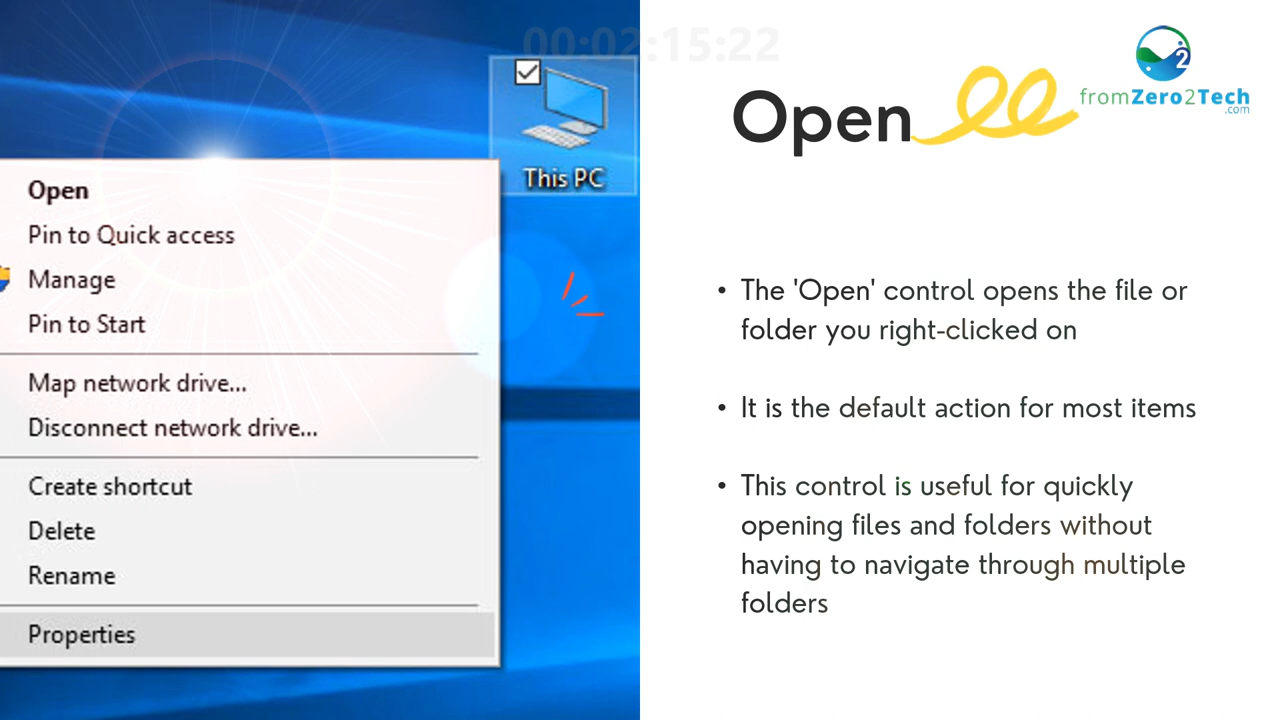 00:02:15:22
This PC
Open
Pin to Quick access
Manage
Pin to Start
Map network drive...
Disconnect network drive...
Create shortcut
Delete
Rename
Properties
2
fromZero2Tech
.com
Open
• The 'Open' control opens the file or
folder you right-clicked on
• It is the default action for most items
• This control is useful for quickly
opening files and folders without
having to navigate through multiple
folders